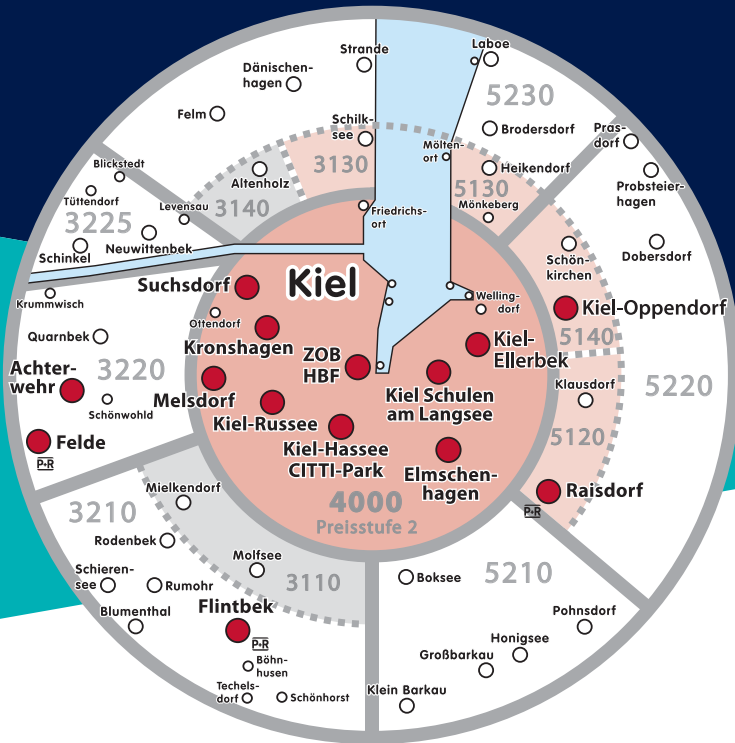 Strande
Laboe
Dänischen-
hagen
5230
Felm
Schilk-
see
Brodersdorf
Pras-
dorf
Blickstedt
3130
Mölten-
ort
Altenholz
Heikendorf
Probsteier-
hagen
Tüttendorf
Levensau
3140
5130
Mönkeberg
3225
Friedrichs-
ort
Neuwittenbek
Schinkel
Schön-
kirchen
Dobersdorf
Kiel
Suchsdorf
Krummwisch
Welling-
dorf
Kiel-Oppendorf
Ottendorf
Quarnbek
Kronshagen
Kiel-
Ellerbek
5140
ZOB
HBF
Achter-
wehr
3220
Melsdorf
Kiel Schulen
am Langsee
Klausdorf
5220
Schönwohld
Kiel-Russee
Felde
P+R
Kiel-Hassee
CITTI-Park
Elmschen-
hagen
5120
Mielkendorf
4000
Preisstufe 2
Raisdorf
P+R
3210
Rodenbek
Molfsee
Schieren-
see
Rumohr
3110
Boksee
5210
Blumenthal
Flintbek
P+R
Pohnsdorf
Honigsee
Böhn-
husen
Großbarkau
Techels-
dorf
Schönhorst
Klein Barkau